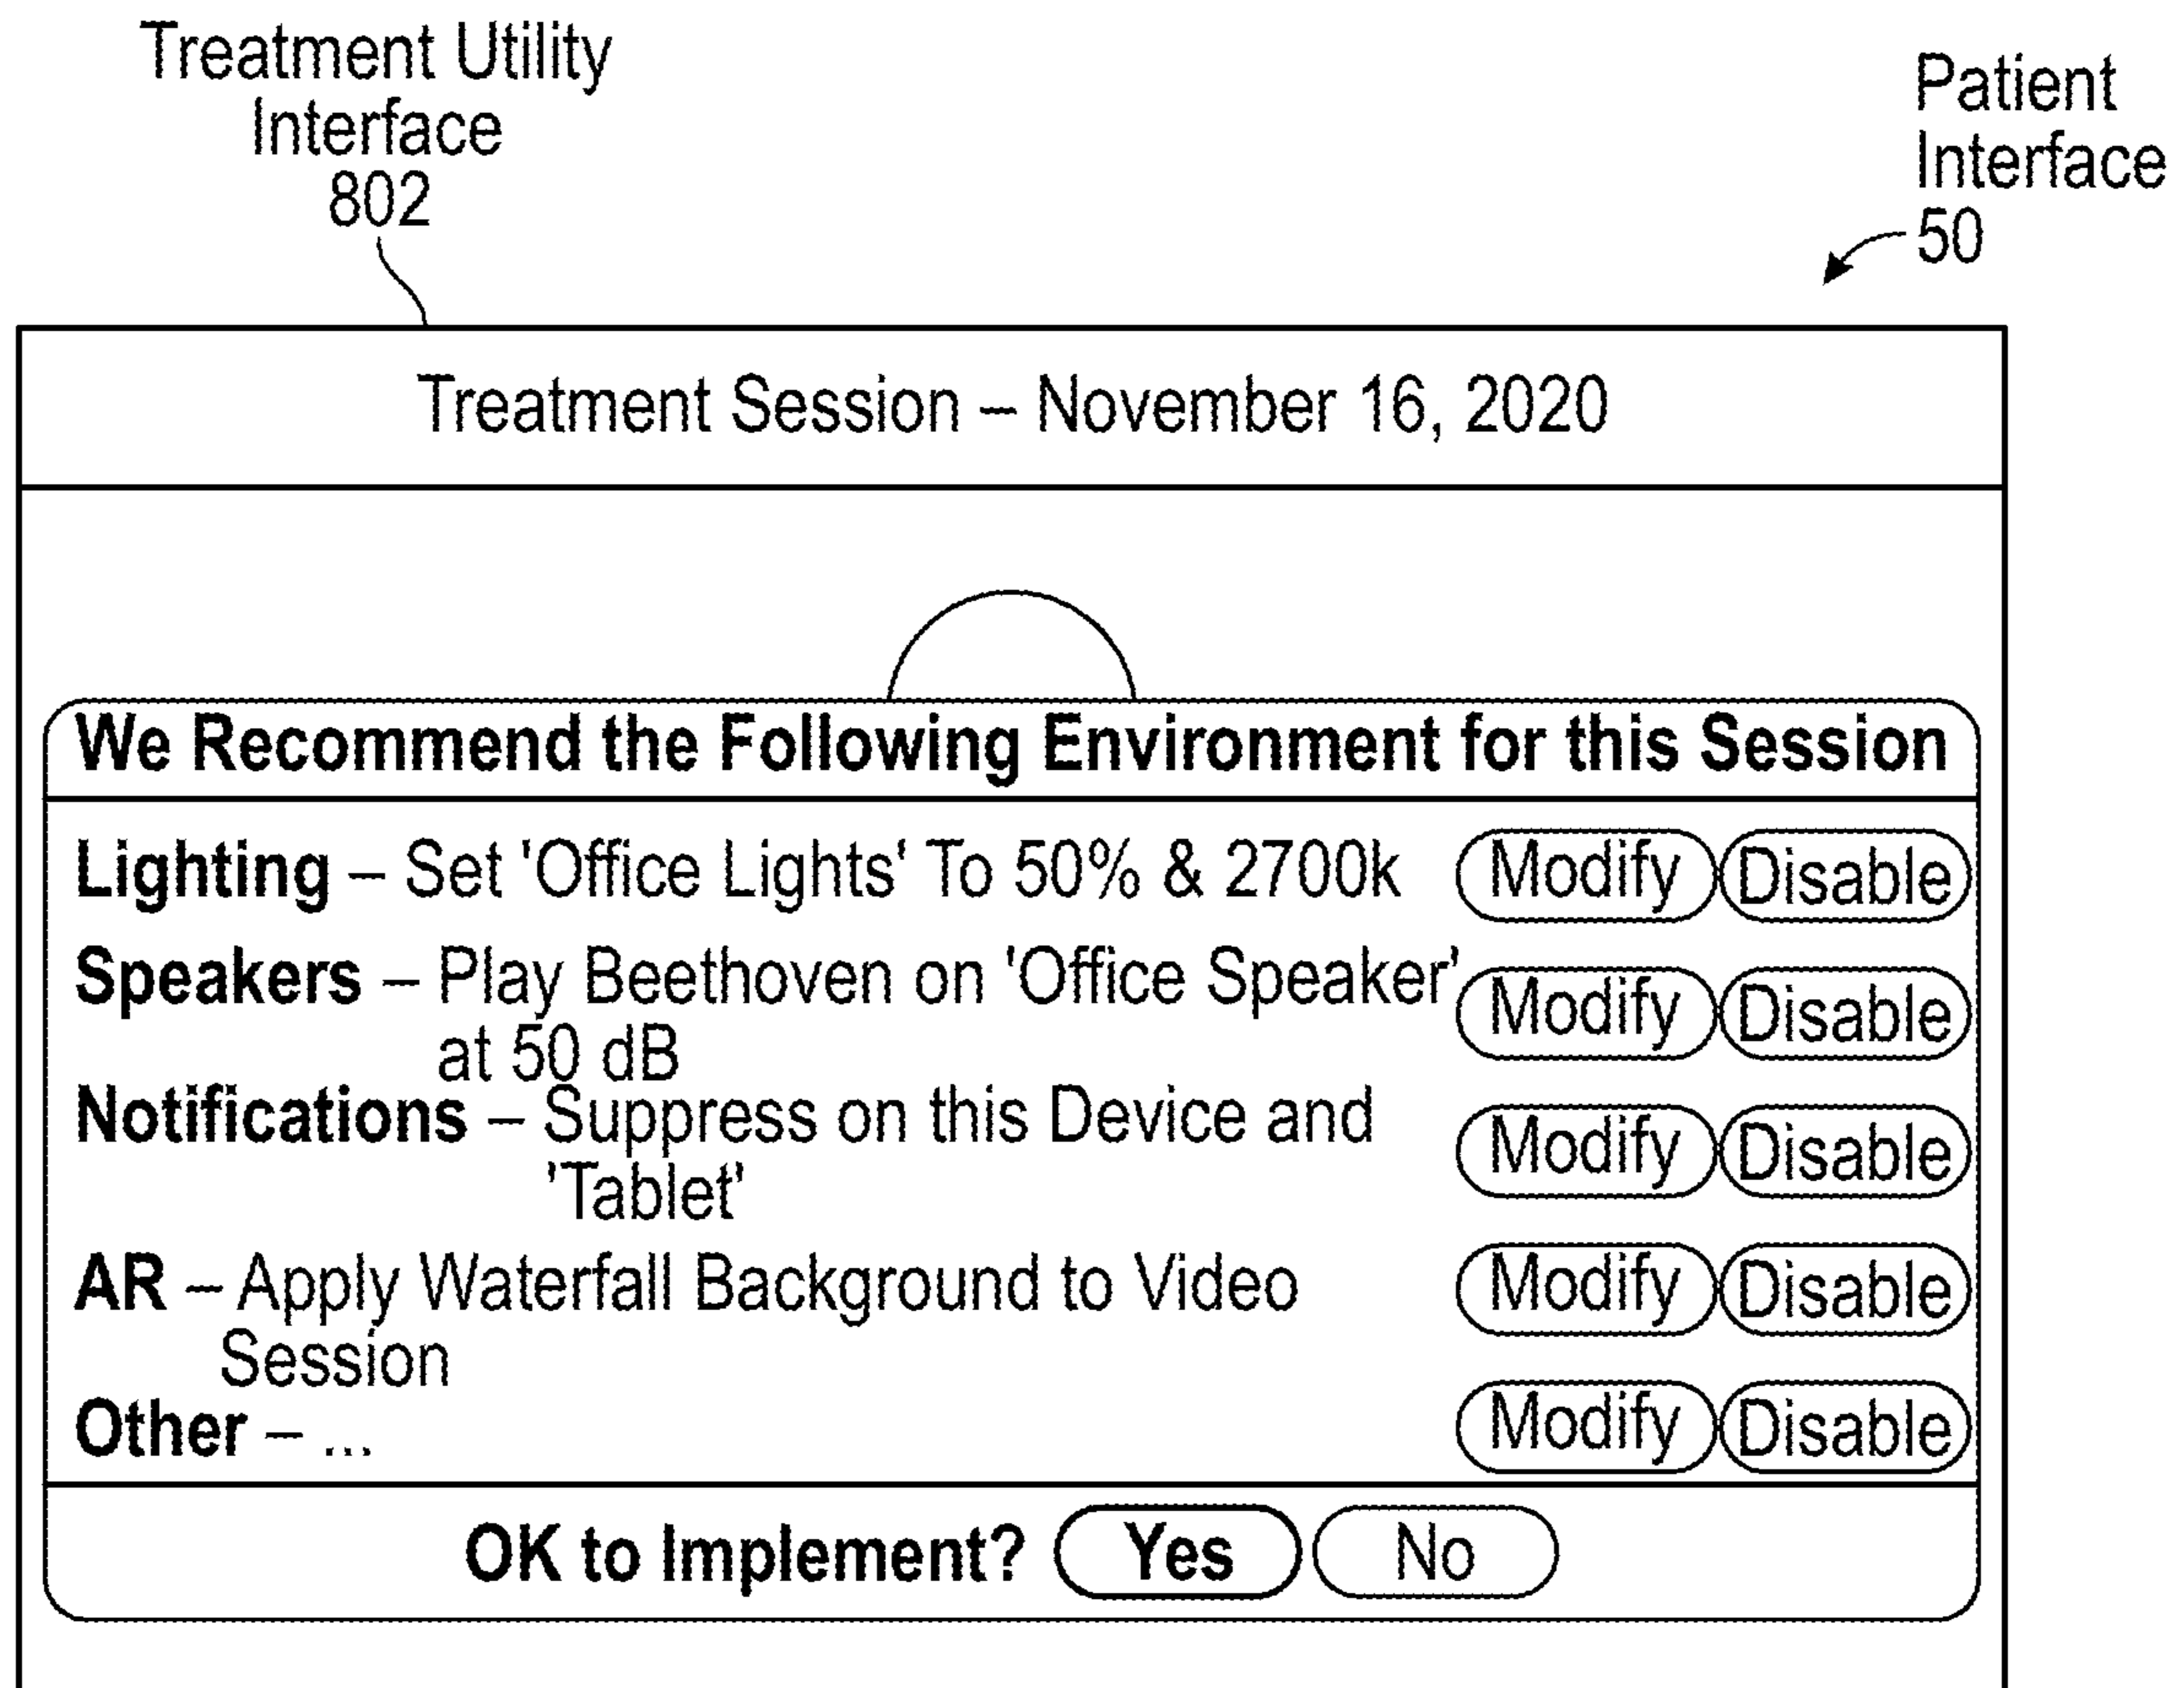 Treatment Utility
Interface
802
Patient
Interface
50
Treatment Session – November 16, 2020
We Recommend the Following Environment for this Session
Lighting – Set 'Office Lights' To 50% & 2700k Modify Disable
Speakers – Play Beethoven on 'Office Speaker'
at 50 dB
Modify Disable
Notifications – Suppress on this Device and
'Tablet'
Modify Disable
AR – Apply Waterfall Background to Video
Session
Modify Disable
Other – ... Modify Disable
OK to Implement? Yes No